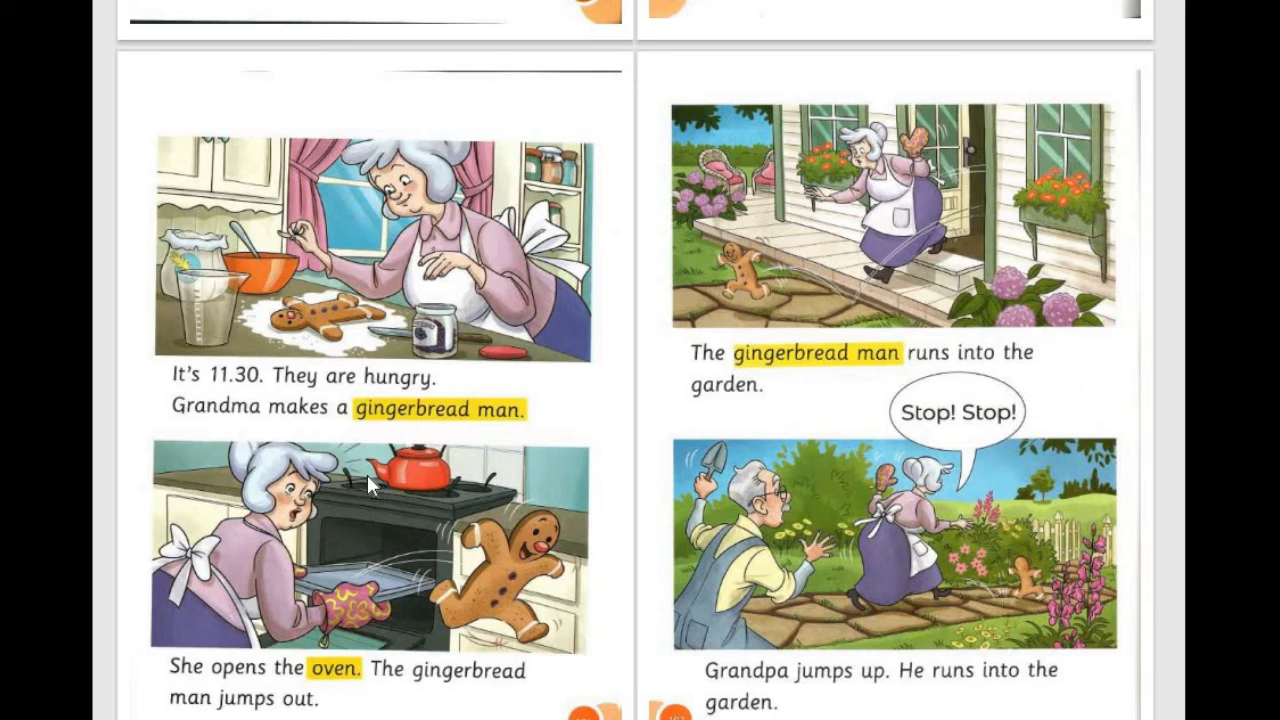 It's 11.30. They are hungry.
Grandma makes a gingerbread man.
She opens the oven. The gingerbread
man jumps out.
The gingerbread man runs into the
garden.
Stop! Stop!
Grandpa jumps up. He runs into the
garden.